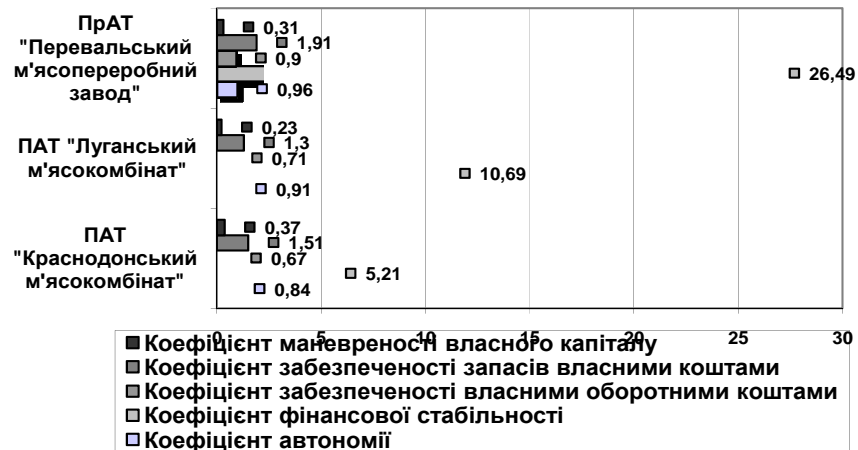 ПрАТ
"Перевальський
м'ясопереробний
завод"
0,31
1,91
0,9
26,49
0,96
ПАТ "Луганський
м'ясокомбінат"
0,23
1,3
0,71
10,69
0,91
ПАТ
"Краснодонський
м'ясокомбінат"
0,37
1,51
0,67
5,21
0,84
0 5 10 15 20 25 30
Коефіцієнт маневреності власного капіталу
Коефіцієнт забезпеченості запасів власними коштами
Коефіцієнт забезпеченості власними оборотними коштами
Коефіцієнт фінансової стабільності
Коефіцієнт автономії